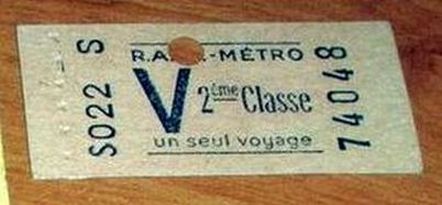 S022 S
R.A. .-MÉTRO
V
2ème Classe
un seul voyage
74048